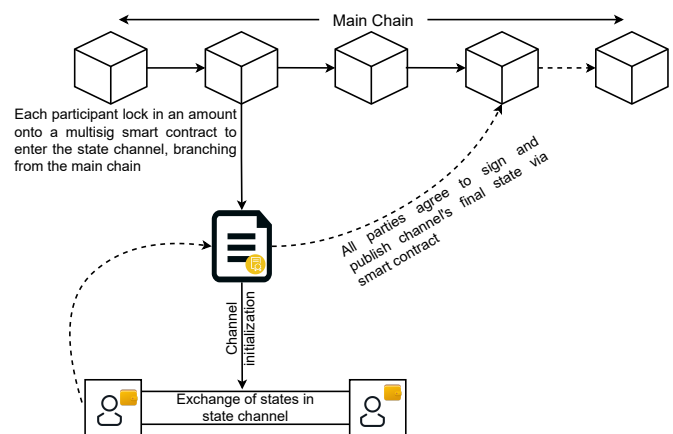 Main Chain
Each participant lock in an amount
onto a multisig smart contract to
enter the state channel, branching
from the main chain
All parties agree to sign and
publish channel's final state via
smart contract
Channel
initialization
Exchange of states in
state channel